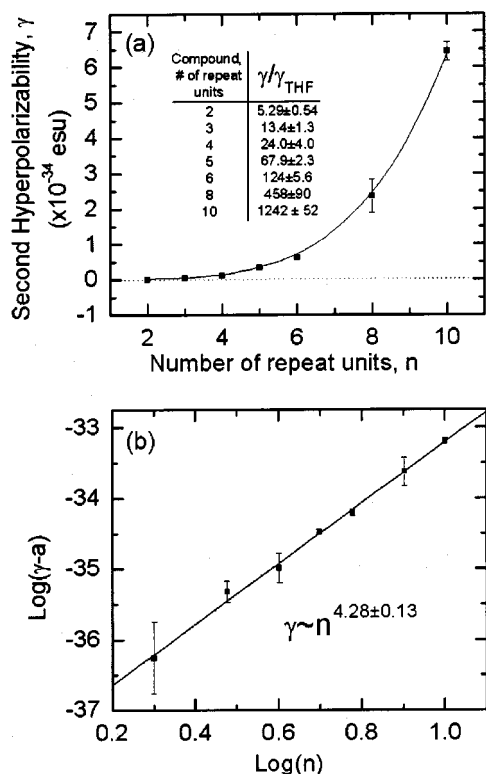 (a)
Second Hyperpolarizability, γ
(x10⁻³⁴ esu)
7
6
5
4
3
2
1
0
-1
Compound, # of repeat units γ/γTHF
2 5.29±0.54
3 13.4±1.3
4 24.0±4.0
5 67.9±2.3
6 124±5.6
8 458±90
10 1242 ± 52
2 4 6 8 10
Number of repeat units, n
(b)
Log(γ-a)
-33
-34
-35
-36
-37
γ~n⁴·²⁸±⁰·¹³
0.2 0.4 0.6 0.8 1.0
Log(n)